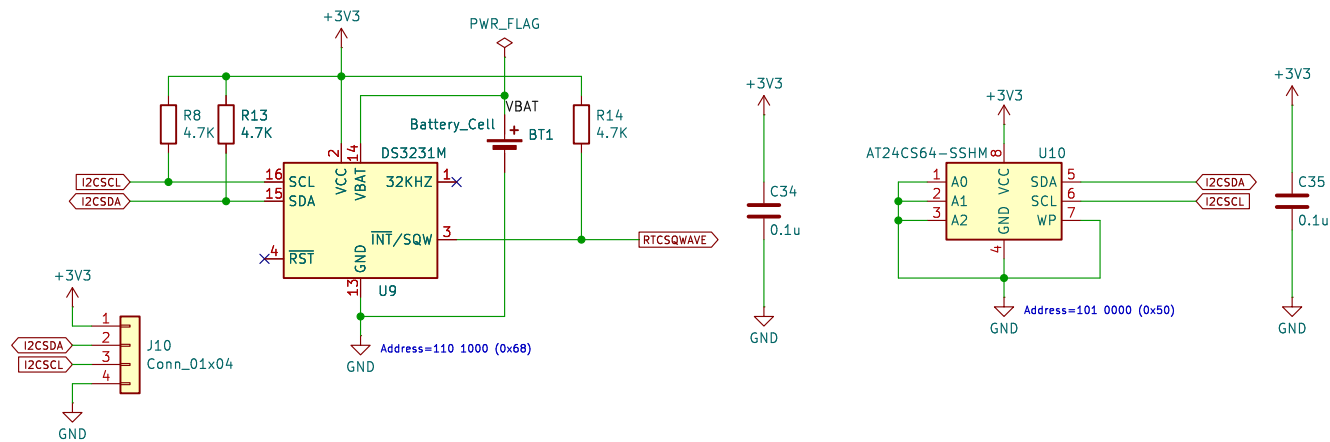 +3V3
PWR_FLAG
R8
4.7K
R13
4.7K
VBAT
Battery_Cell
+
BT1
R14
4.7K
DS3231M
2
14
16
SCL
15
SDA
VCC
VBAT
32KHZ
1
I2CSCL
I2CSDA
INT/SQW
3
RTCSQWAVE
4
RST
GND
13
U9
GND
Address=110 1000 (0x68)
+3V3
1
2
3
4
I2CSDA
I2CSCL
J10
Conn_01x04
GND
+3V3
C34
0.1u
GND
+3V3
AT24CS64-SSHM
8
U10
1
A0
2
A1
3
A2
VCC
GND
SDA
5
SCL
6
WP
7
4
I2CSDA
I2CSCL
GND
Address=101 0000 (0x50)
+3V3
C35
0.1u
GND